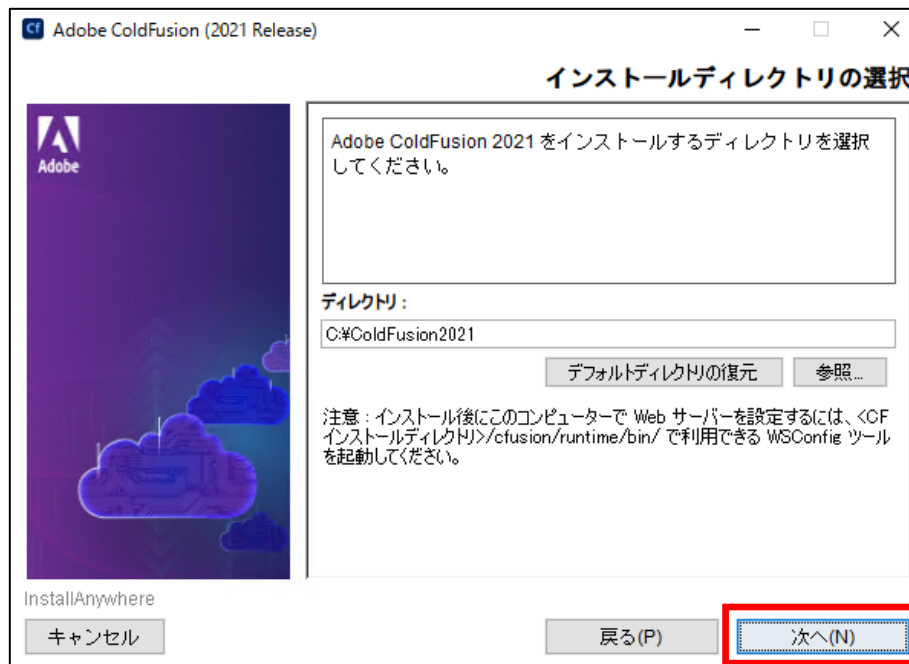 Cf Adobe ColdFusion (2021 Release)
インストールディレクトリの選択
Adobe
Adobe ColdFusion 2021 をインストールするディレクトリを選択
してください。
ディレクトリ :
C:¥ColdFusion2021
デフォルトディレクトリの復元 参照...
注意 : インストール後にこのコンピューターで Web サーバーを設定するには、<CF
インストールディレクトリ>/cfusion/runtime/bin/ で利用できる WSConfig ツール
を起動してください。
InstallAnywhere
キャンセル 戻る(P) 次へ(N)